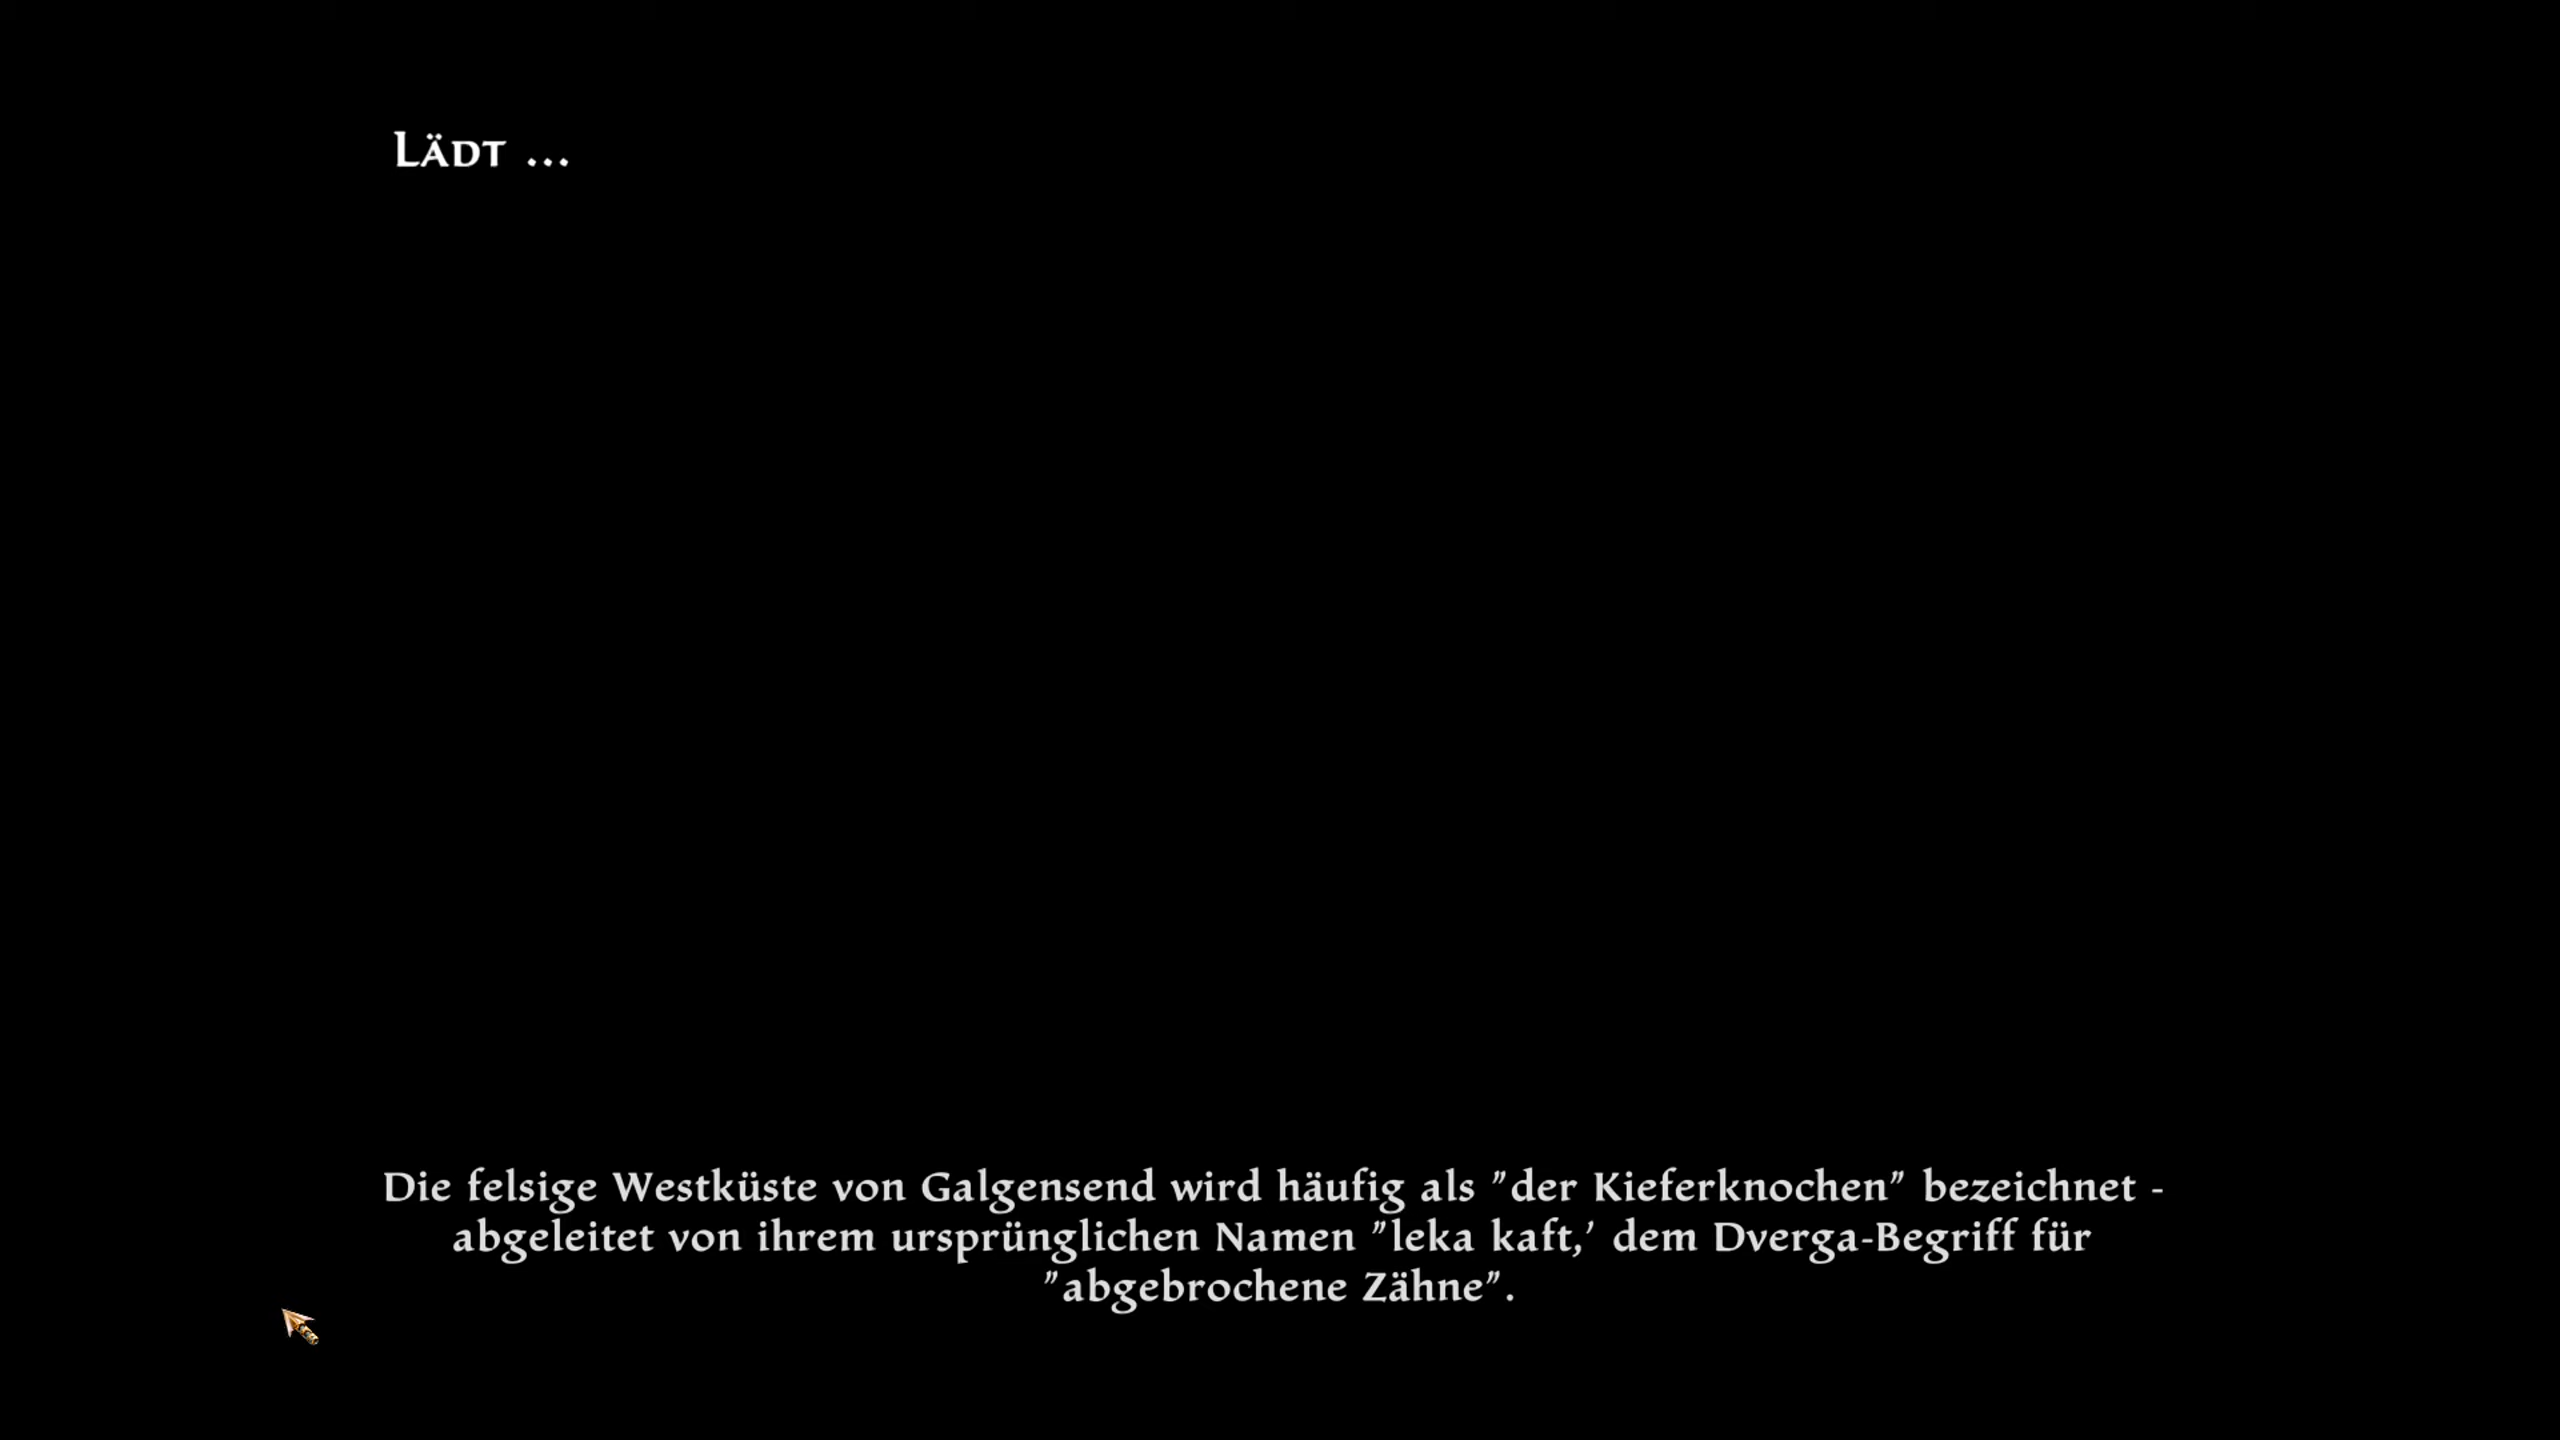 Lädt ...
Die felsige Westküste von Galgensend wird häufig als "der Kieferknochen" bezeichnet -
abgeleitet von ihrem ursprünglichen Namen "leka kaft,' dem Dverga-Begriff für
"abgebrochene Zähne".